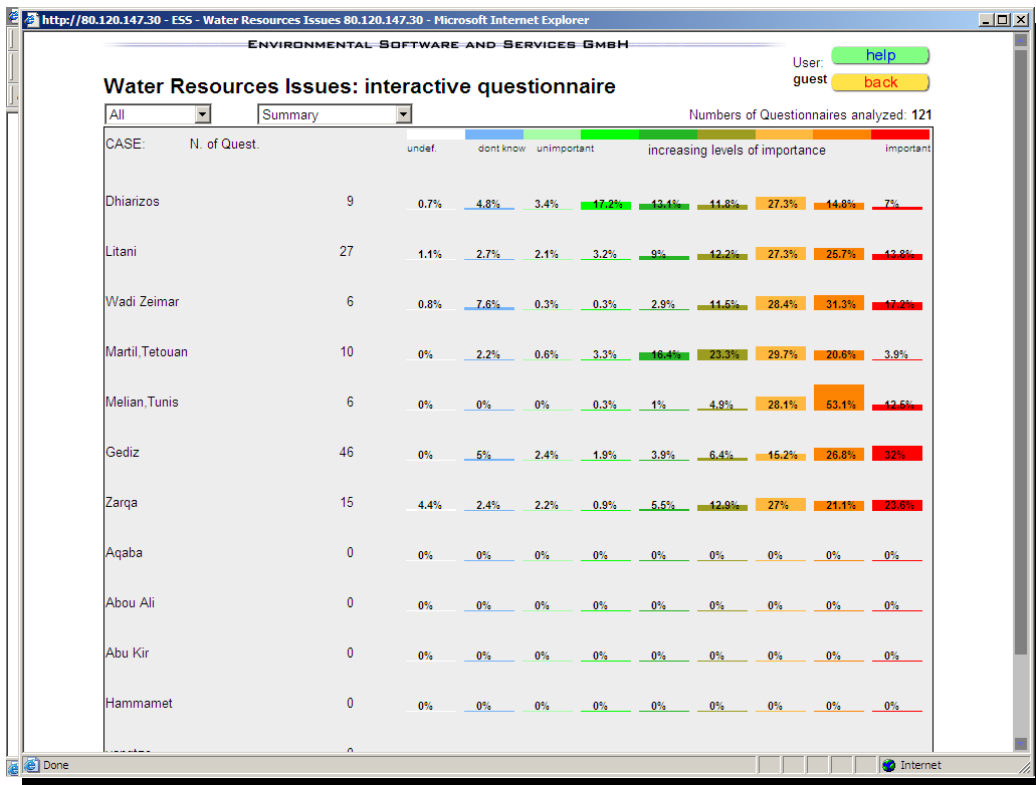 http://80.120.147.30 - ESS - Water Resources Issues 80.120.147.30 - Microsoft Internet Explorer
ENVIRONMENTAL SOFTWARE AND SERVICES GMBH
User: help
guest back
Water Resources Issues: interactive questionnaire
All Summary Numbers of Questionnaires analyzed: 121
CASE: N. of Quest. undef. dont know unimportant increasing levels of importance important
Dhiarizos 9 0.7% 4.8% 3.4% 17.2% 13.1% 11.8% 27.3% 14.8% 7%
Litani 27 1.1% 2.7% 2.1% 3.2% 9% 12.2% 27.3% 25.7% 13.8%
Wadi Zeimar 6 0.8% 7.6% 0.3% 0.3% 2.9% 11.5% 28.4% 31.3% 17.2%
Martil,Tetouan 10 0% 2.2% 0.6% 3.3% 16.4% 23.3% 29.7% 20.6% 3.9%
Melian,Tunis 6 0% 0% 0% 0.3% 1% 4.9% 28.1% 53.1% 12.5%
Gediz 46 0% 5% 2.4% 1.9% 3.9% 6.4% 15.2% 26.8% 32%
Zarqa 15 4.4% 2.4% 2.2% 0.9% 5.5% 12.9% 27% 21.1% 23.6%
Aqaba 0 0% 0% 0% 0% 0% 0% 0% 0% 0%
Abou Ali 0 0% 0% 0% 0% 0% 0% 0% 0% 0%
Abu Kir 0 0% 0% 0% 0% 0% 0% 0% 0% 0%
Hammamet 0 0% 0% 0% 0% 0% 0% 0% 0% 0%
Done Internet